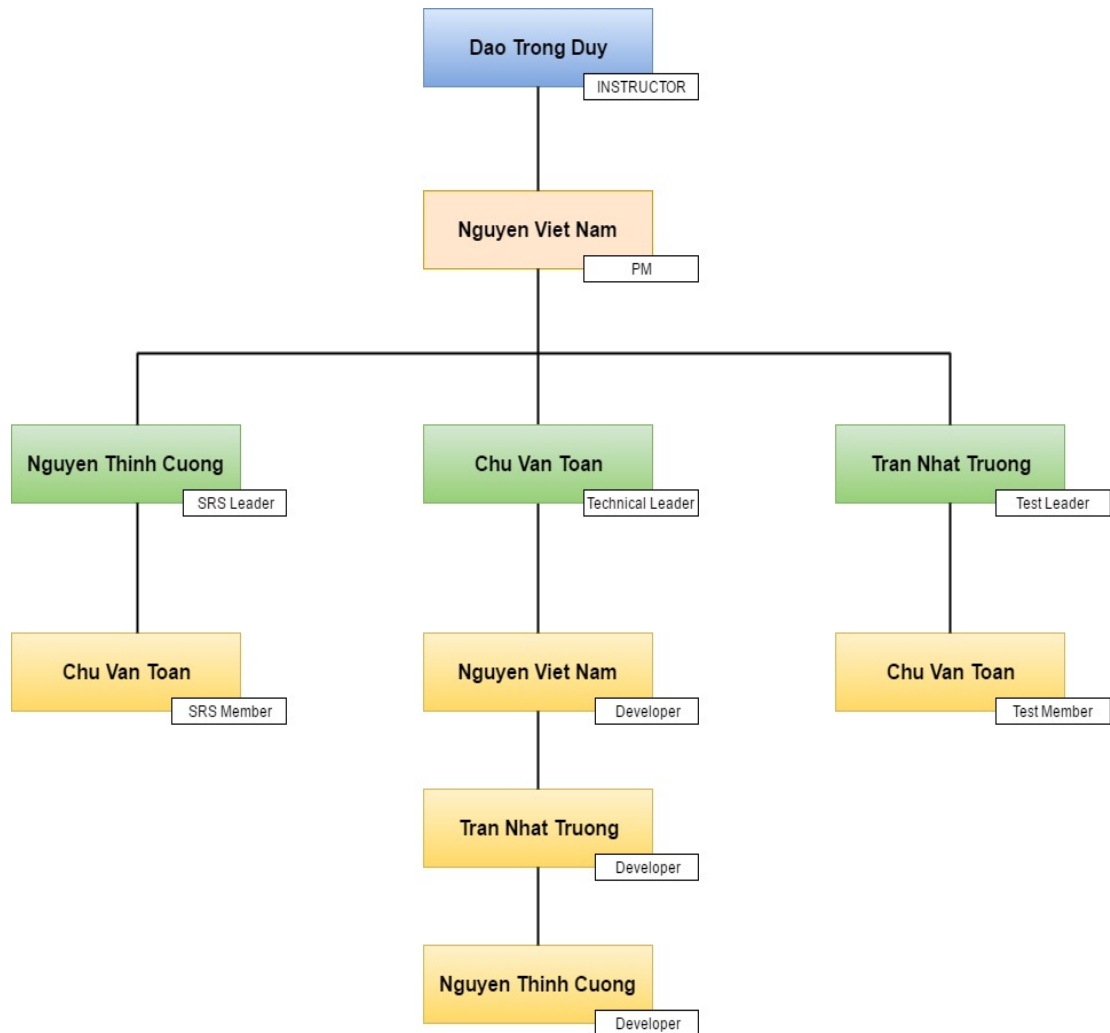 Dao Trong Duy
INSTRUCTOR
Nguyen Viet Nam
PM
Nguyen Thinh Cuong
SRS Leader
Chu Van Toan
Technical Leader
Tran Nhat Truong
Test Leader
Chu Van Toan
SRS Member
Nguyen Viet Nam
Developer
Chu Van Toan
Test Member
Tran Nhat Truong
Developer
Nguyen Thinh Cuong
Developer